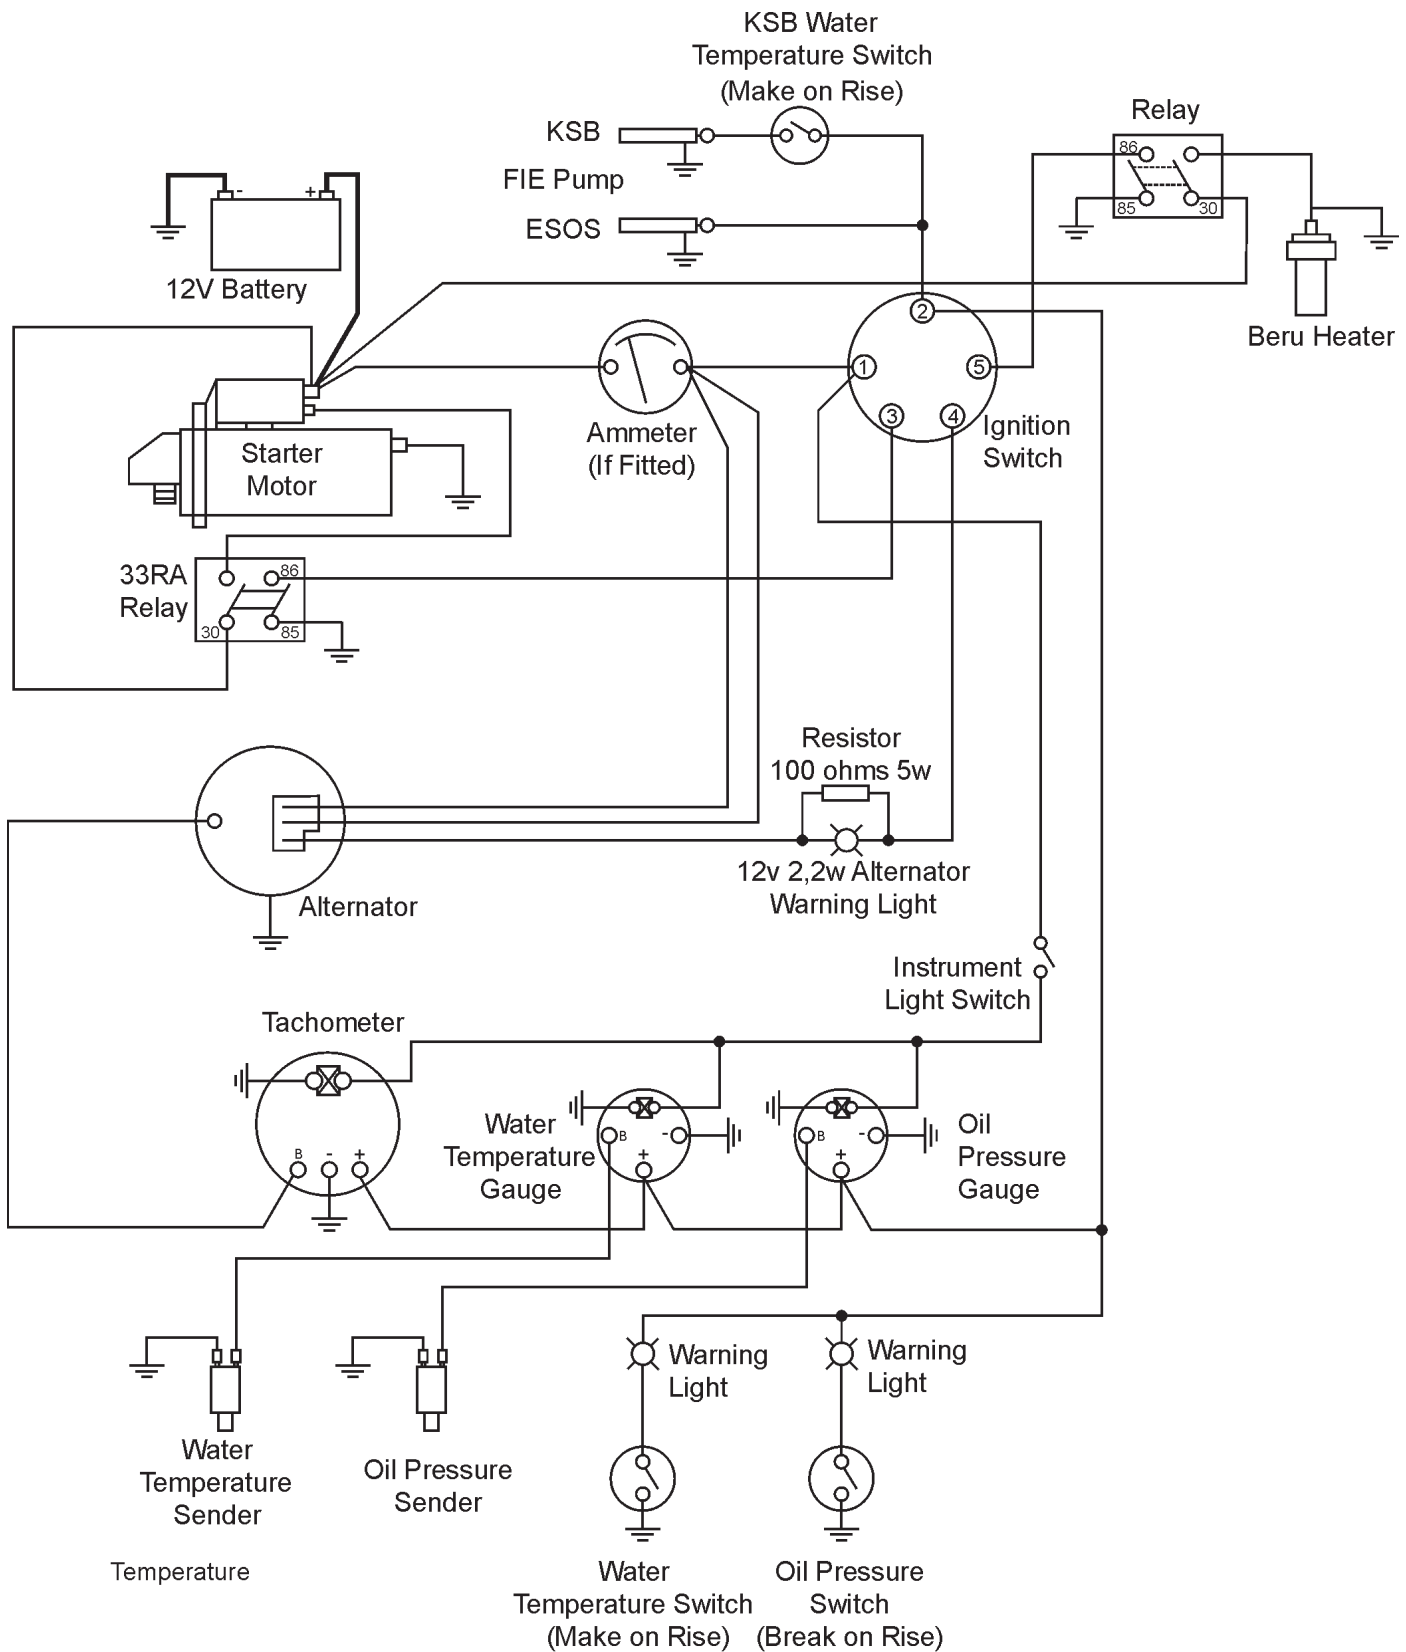 KSB Water
Temperature Switch
(Make on Rise)
Relay
KSB
86
FIE Pump
- +
85 30
ESOS
12V Battery
2
Beru Heater
1
5
3 4
Ignition
Switch
Ammeter
(If Fitted)
Starter
Motor
33RA
Relay
86
30 85
Resistor
100 ohms 5w
12v 2,2w Alternator
Warning Light
Alternator
Instrument
Light Switch
Tachometer
Water
Temperature
Gauge
B -
+
B -
+
Oil
Pressure
Gauge
B - +
Warning
Light
Warning
Light
Water
Temperature
Sender
Oil Pressure
Sender
Temperature
Water
Temperature Switch
(Make on Rise)
Oil Pressure
Switch
(Break on Rise)